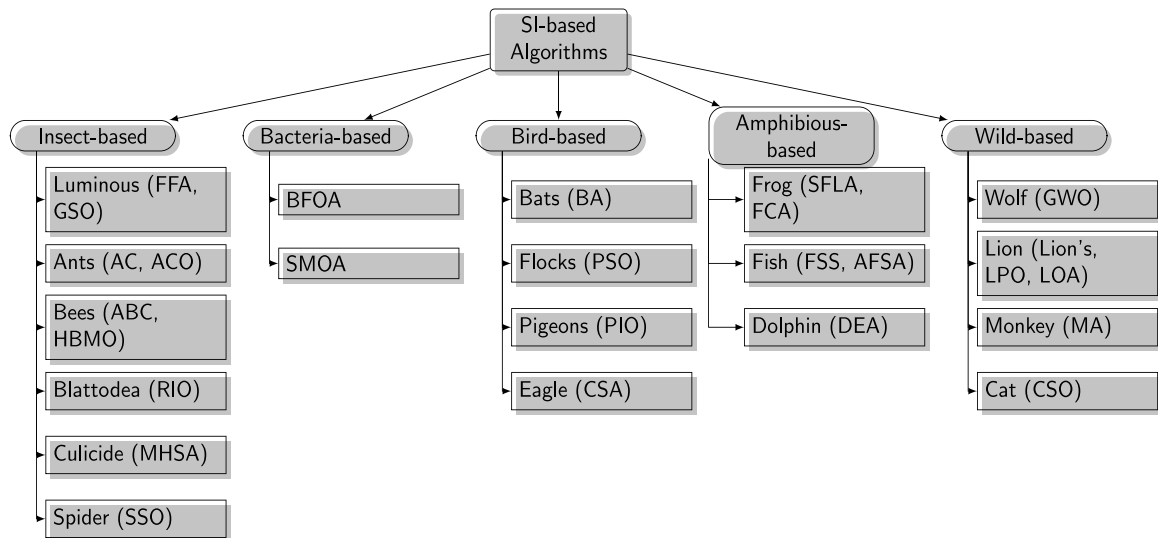 SI-based
Algorithms
Insect-based
Luminous (FFA,
GSO)
Ants (AC, ACO)
Bees (ABC,
HBMO)
Blattodea (RIO)
Culicide (MHSA)
Spider (SSO)
Bacteria-based
BFOA
SMOA
Bird-based
Bats (BA)
Flocks (PSO)
Pigeons (PIO)
Eagle (CSA)
Amphibious-
based
Frog (SFLA,
FCA)
Fish (FSS, AFSA)
Dolphin (DEA)
Wild-based
Wolf (GWO)
Lion (Lion's,
LPO, LOA)
Monkey (MA)
Cat (CSO)